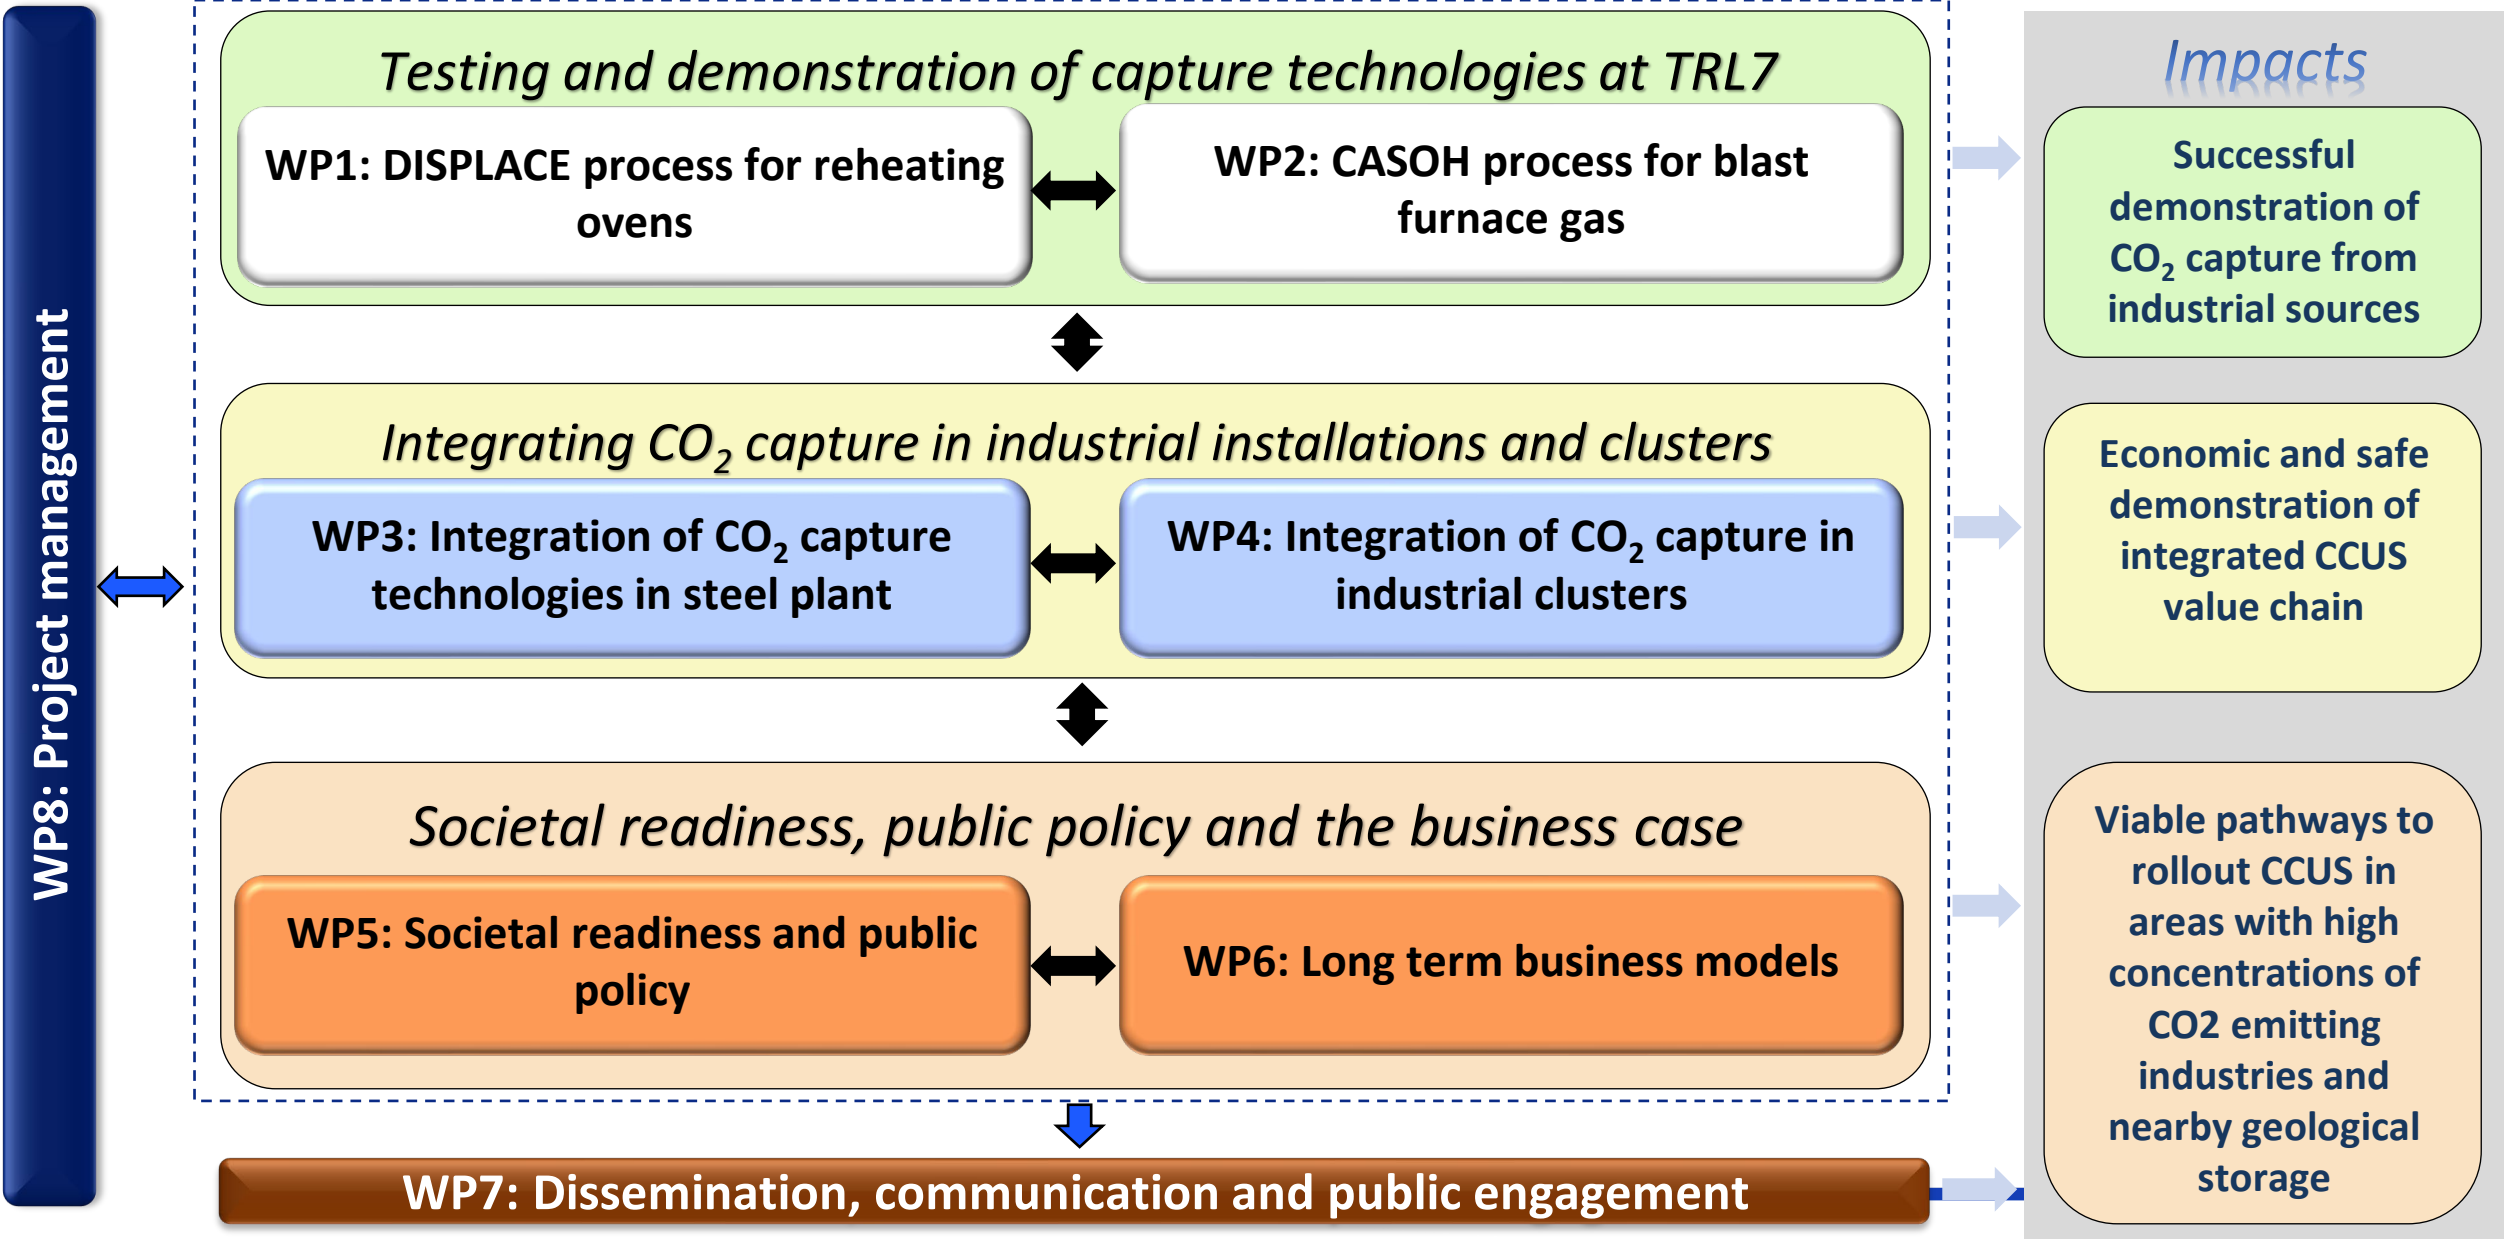 WP8: Project management
Testing and demonstration of capture technologies at TRL7
WP1: DISPLACE process for reheating
ovens
WP2: CASOH process for blast
furnace gas
Integrating CO₂ capture in industrial installations and clusters
WP3: Integration of CO₂ capture
technologies in steel plant
WP4: Integration of CO₂ capture in
industrial clusters
Societal readiness, public policy and the business case
WP5: Societal readiness and public
policy
WP6: Long term business models
WP7: Dissemination, communication and public engagement
Impacts
Successful
demonstration of
CO₂ capture from
industrial sources
Economic and safe
demonstration of
integrated CCUS
value chain
Viable pathways to
rollout CCUS in
areas with high
concentrations of
CO2 emitting
industries and
nearby geological
storage